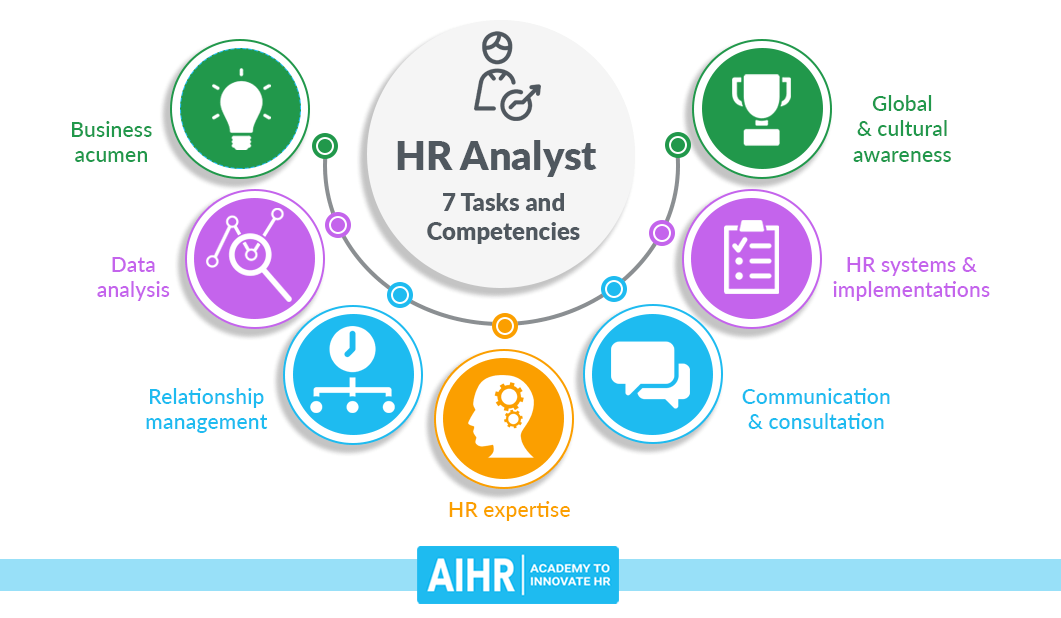 HR Analyst
7 Tasks and
Competencies
Business
acumen
Data
analysis
Relationship
management
HR expertise
Communication
& consultation
HR systems &
implementations
Global
& cultural
awareness
AIHR
ACADEMY TO
INNOVATE HR